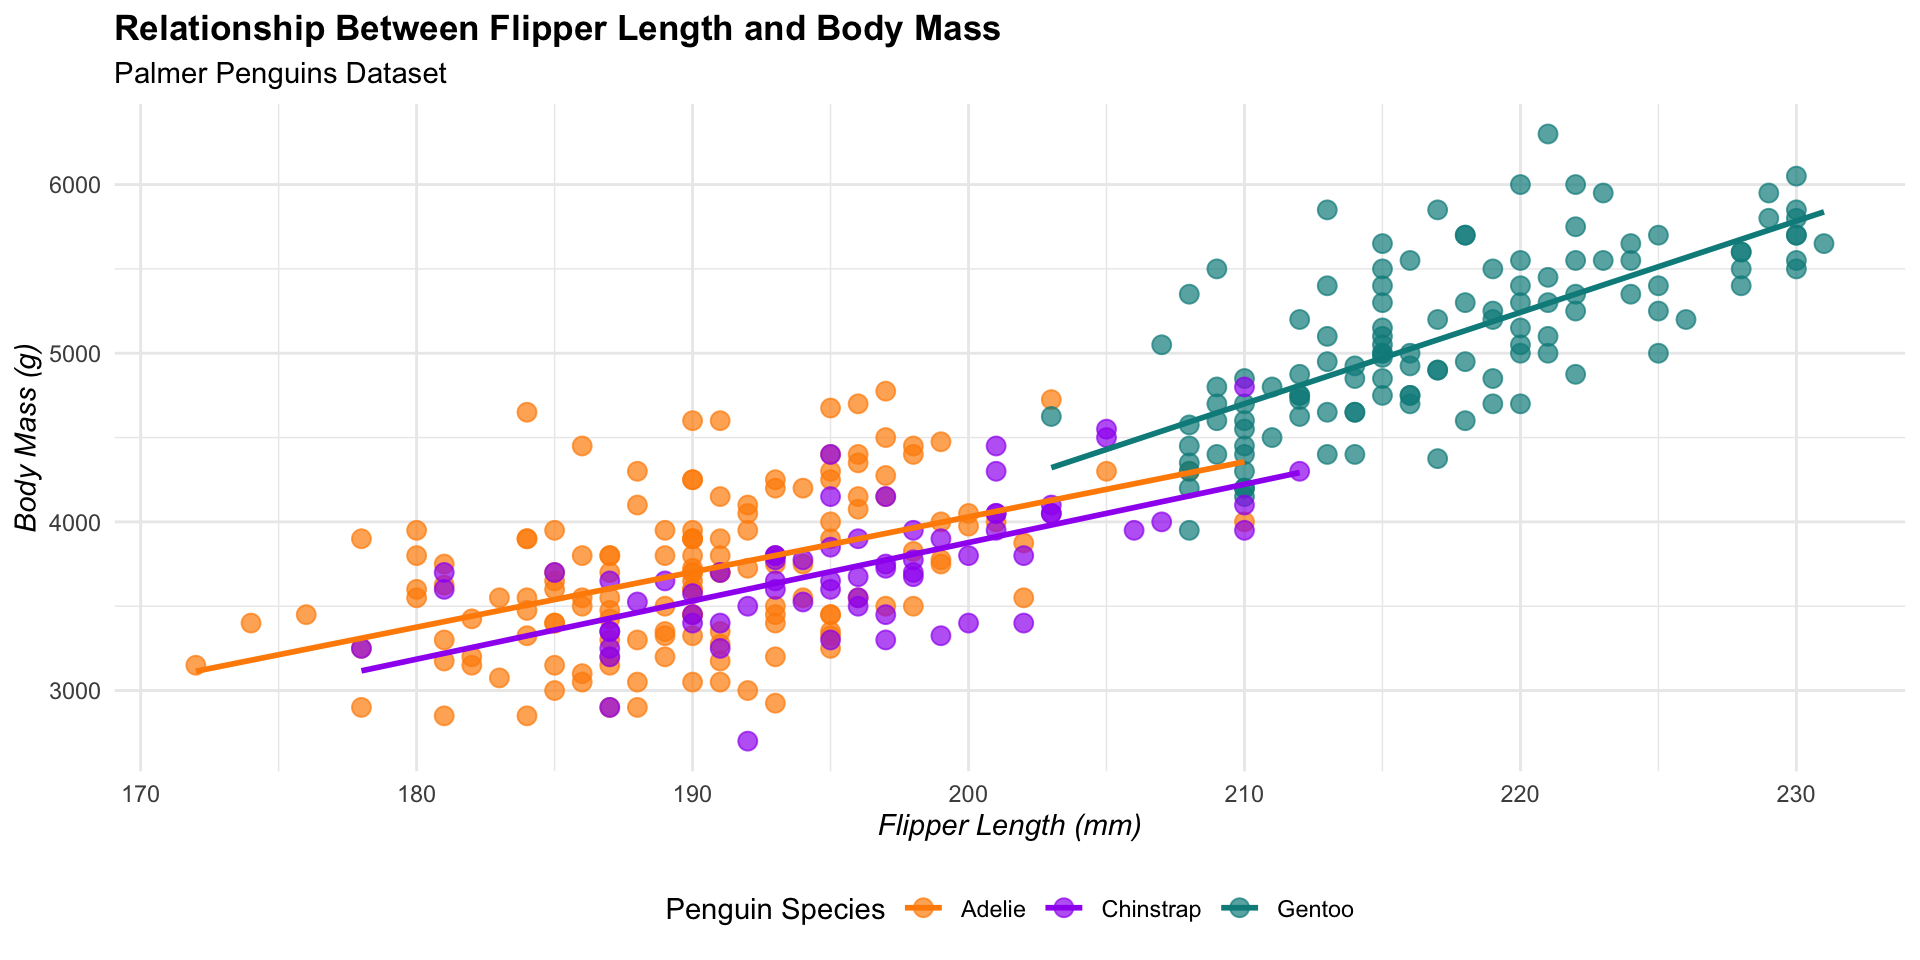 Relationship Between Flipper Length and Body Mass
Palmer Penguins Dataset
Body Mass (g)
6000
5000
4000
3000
170 180 190 200 210 220 230
Flipper Length (mm)
Penguin Species Adelie Chinstrap Gentoo